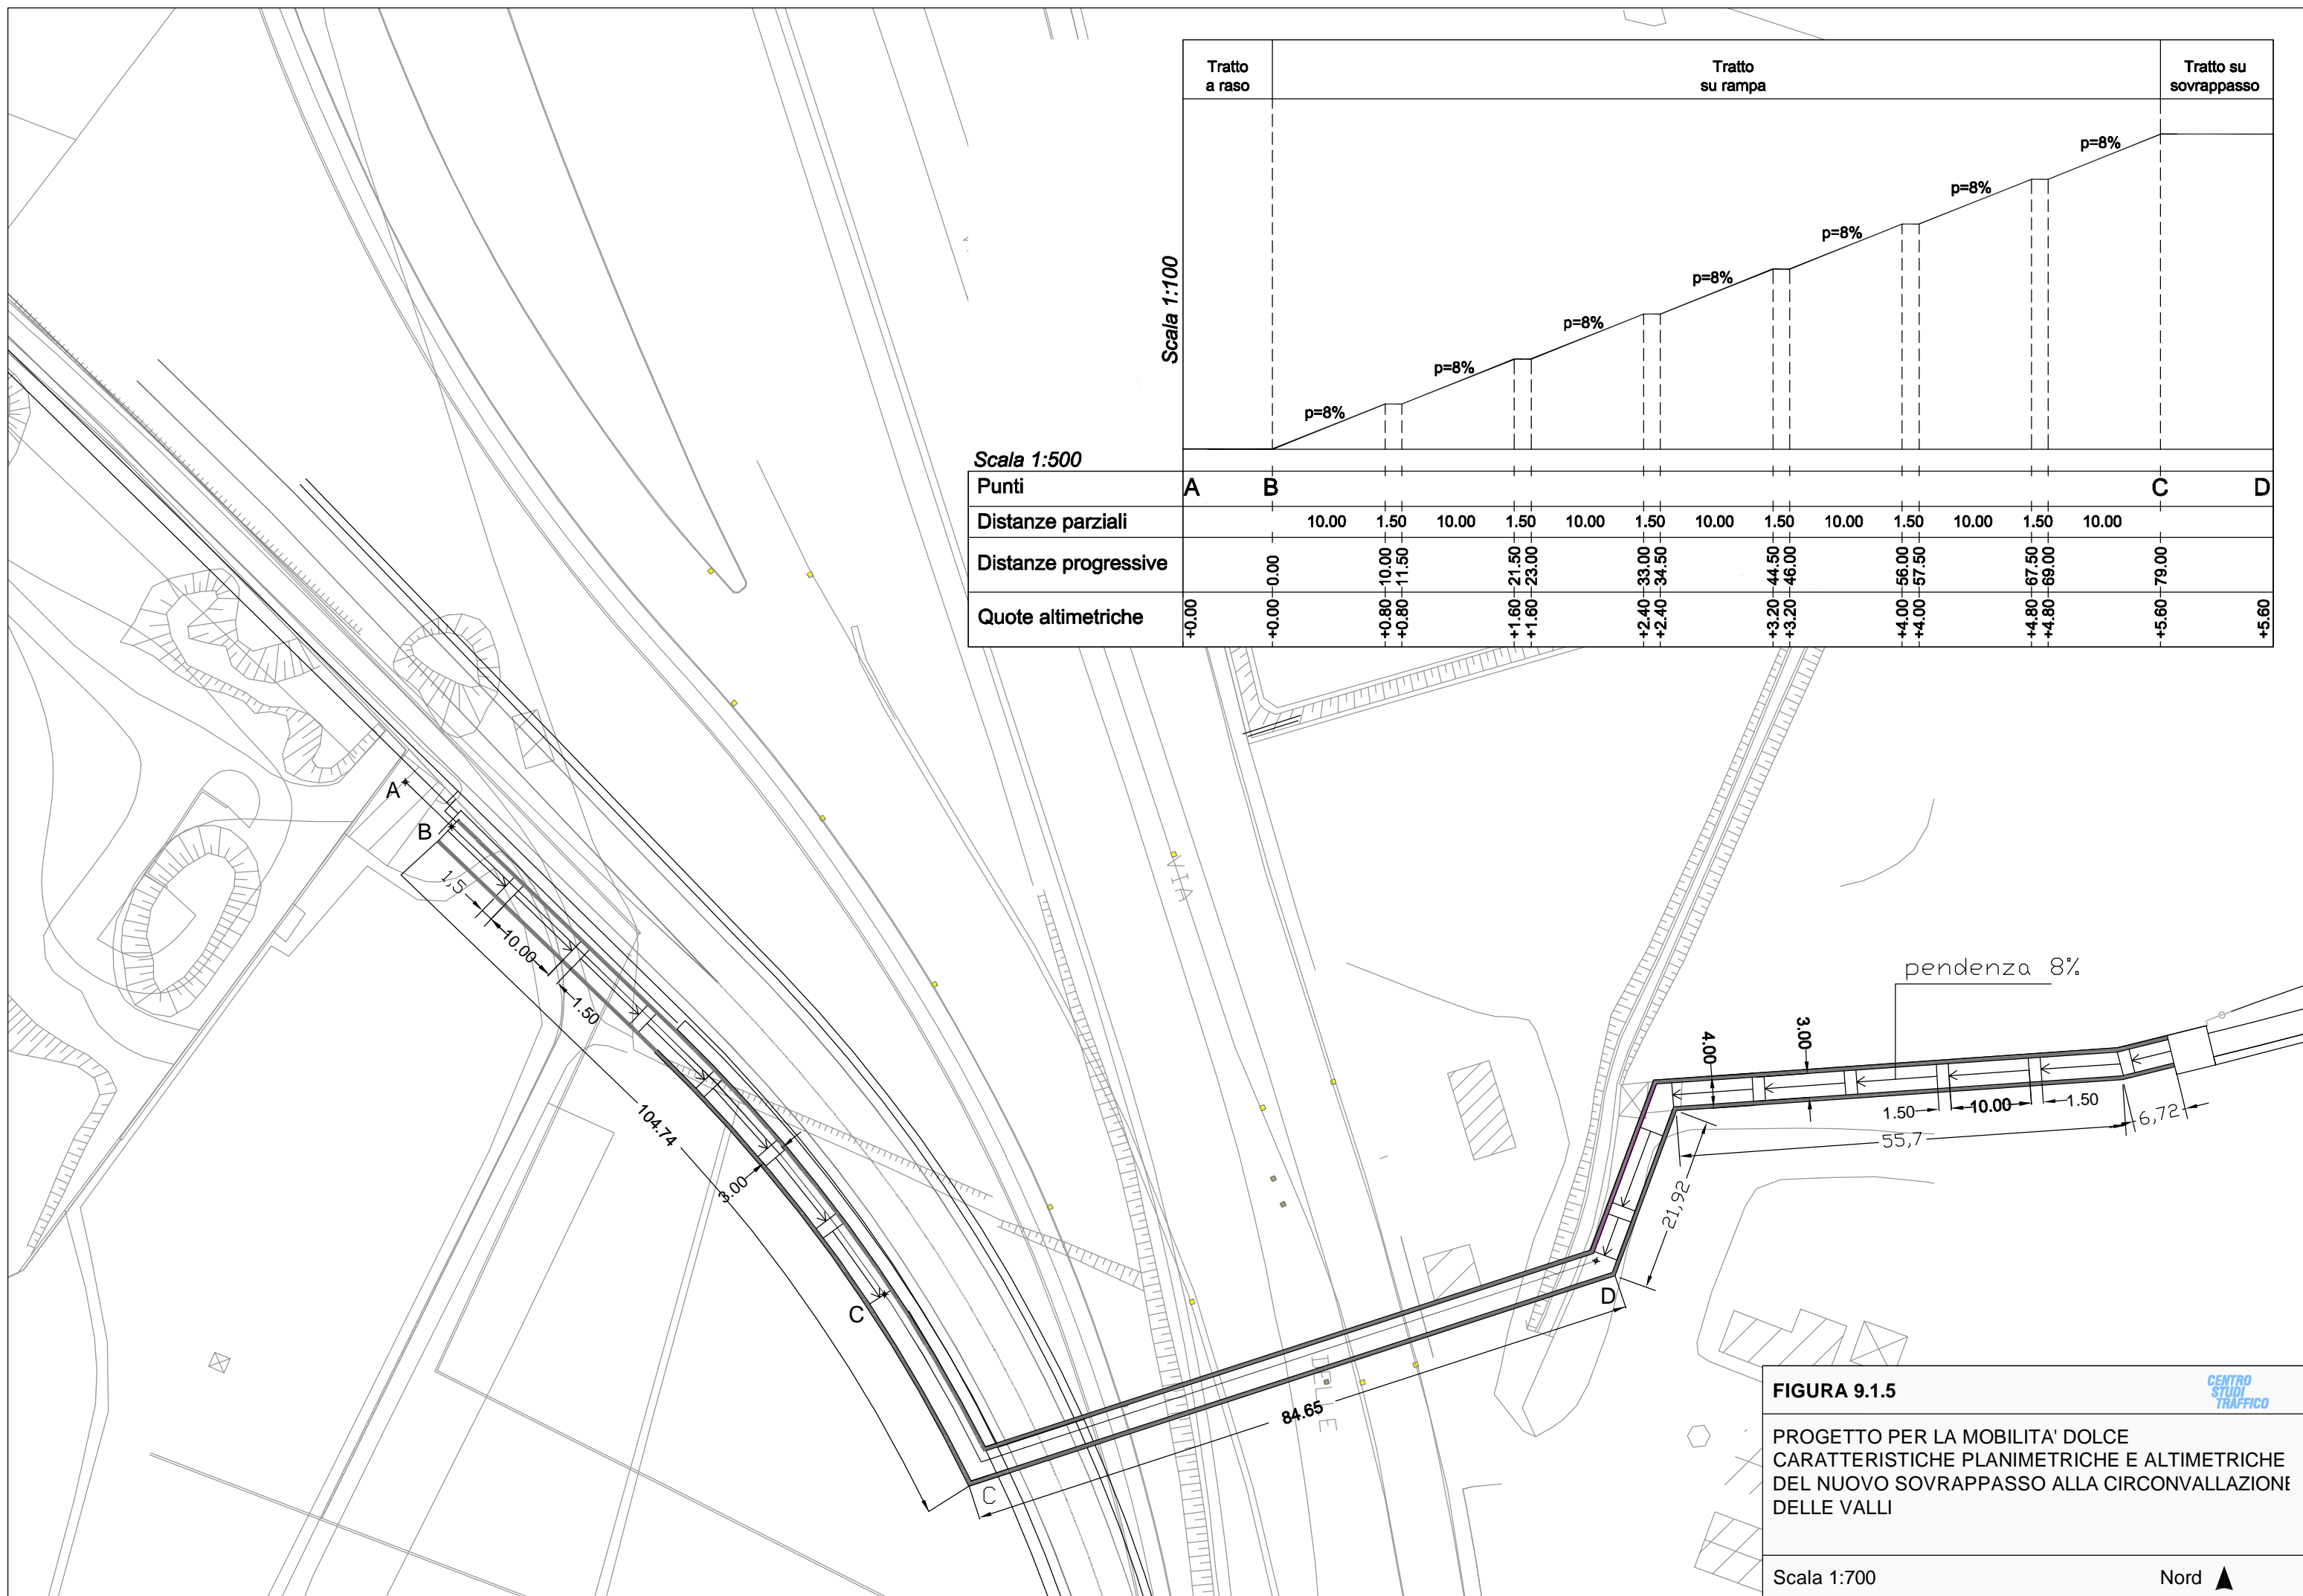 Tratto
a raso
Tratto
su rampa
Tratto su
sovrappasso
p=8%
p=8%
p=8%
p=8%
p=8%
p=8%
p=8%
Scala 1:100
Scala 1:500
Punti A B C D
Distanze parziali 10.00 1.50 10.00 1.50 10.00 1.50 10.00 1.50 10.00 1.50 10.00 1.50 10.00
Distanze progressive 0.00 10.00 11.50 21.50 23.00 33.00 34.50 44.50 46.00 56.00 57.50 67.50 69.00 79.00
Quote altimetriche +0.00 +0.00 +0.80 +0.80 +1.60 +1.60 +2.40 +2.40 +3.20 +3.20 +4.00 +4.00 +4.80 +4.80 +5.60 +5.60
A
B
1,5
10.00
1.50
104.74
3.00
C
C
VIA
DELLE
84.65
D
21,92
pendenza 8%
4.00
3.00
1.50
10.00
1.50
6,72
55,7
FIGURA 9.1.5
CENTRO
STUDI
TRAFFICO
PROGETTO PER LA MOBILITA' DOLCE
CARATTERISTICHE PLANIMETRICHE E ALTIMETRICHE
DEL NUOVO SOVRAPPASSO ALLA CIRCONVALLAZIONE
DELLE VALLI
Scala 1:700 Nord